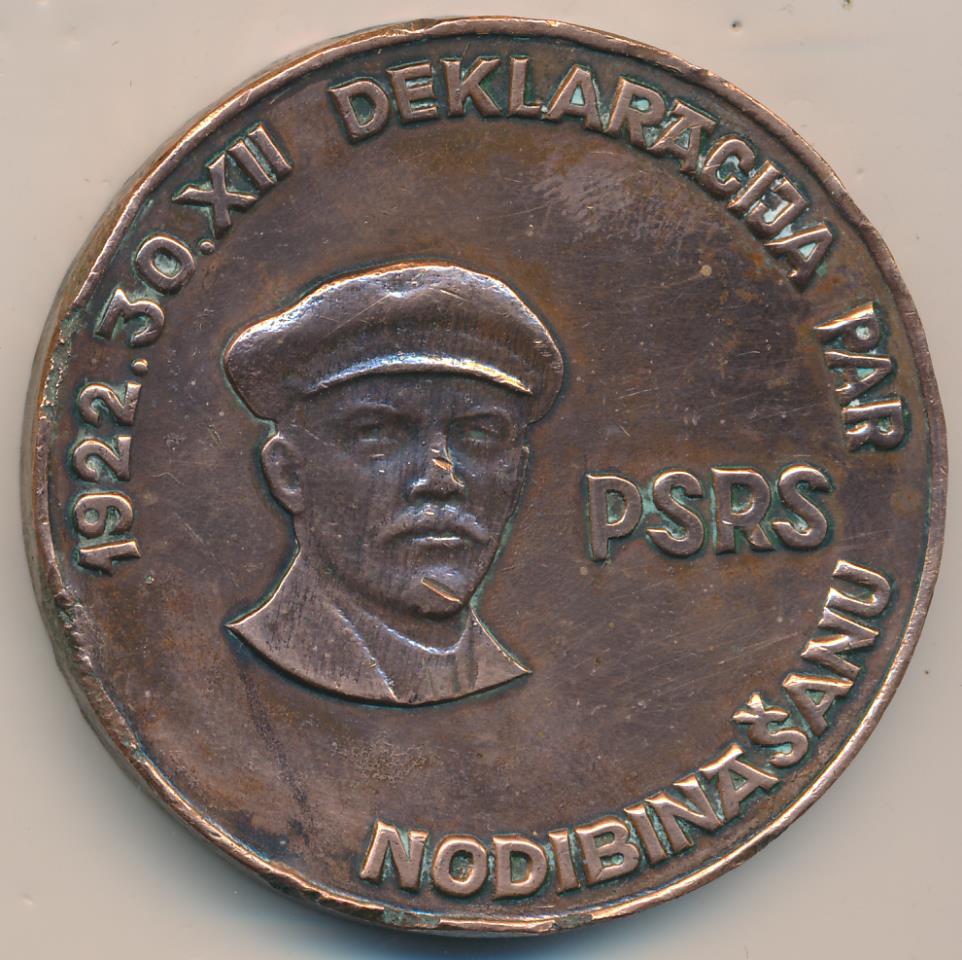 1922.30.XII DEKLARĀCIJA PAR
PSRS
NODIBINĀŠANU